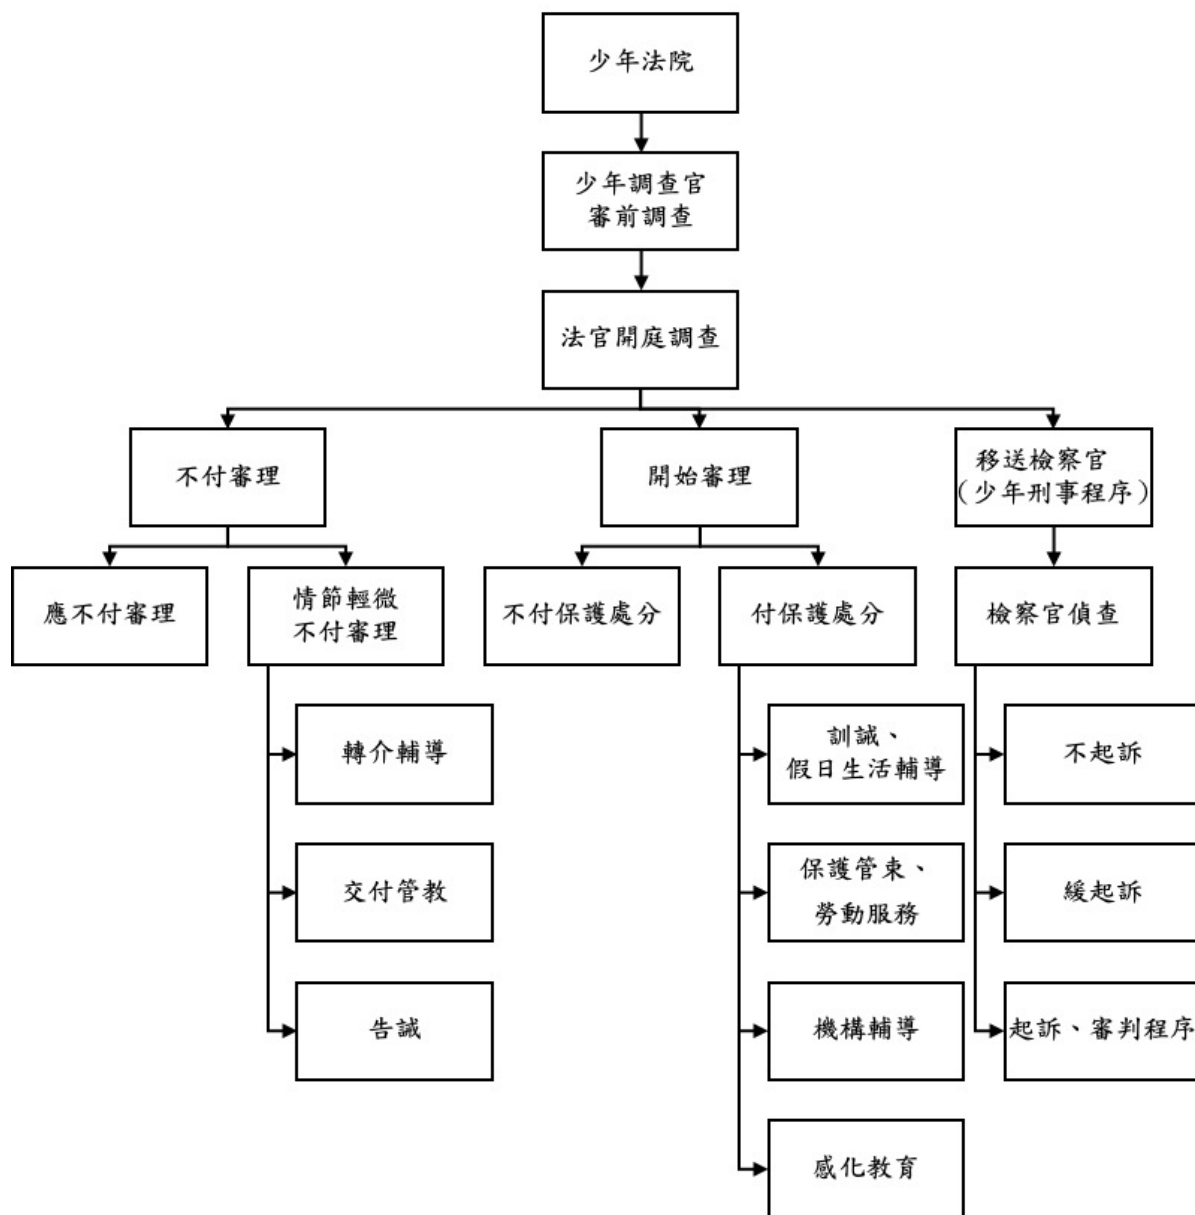 少年法院
少年調查官
審前調查
法官開庭調查
不付審理
開始審理
移送檢察官
（少年刑事程序）
應不付審理
情節輕微
不付審理
不付保護處分
付保護處分
檢察官偵查
轉介輔導
訓誡、
假日生活輔導
不起訴
交付管教
保護管束、
勞動服務
緩起訴
告誡
機構輔導
起訴、審判程序
感化教育